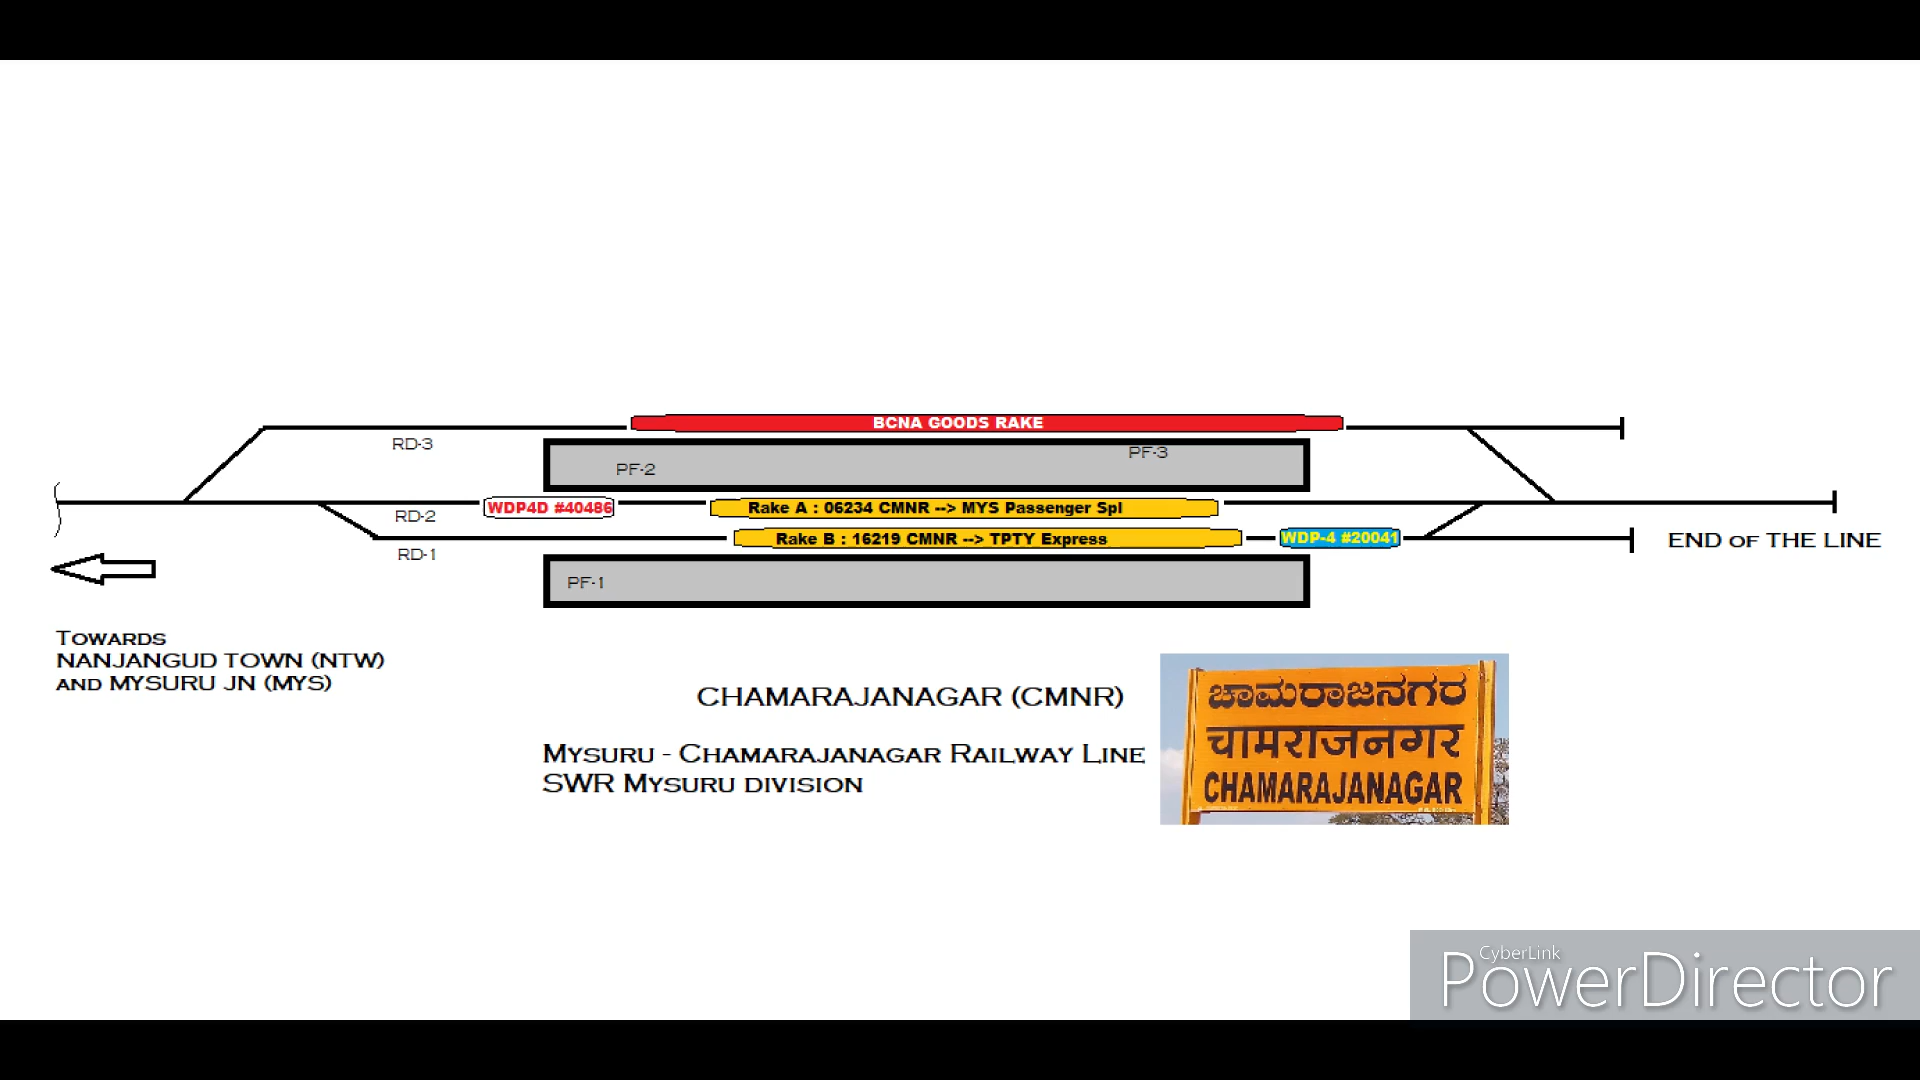 BCNA GOODS RAKE
RD-3
PF-3
PF-2
WDP4D #40486
Rake A : 06234 CMNR --> MYS Passenger Spl
RD-2
Rake B : 16219 CMNR --> TPTY Express
WDP-4 #20041
END OF THE LINE
RD-1
PF-1
TOWARDS
NANJANGUD TOWN (NTW)
AND MYSURU JN (MYS)
CHAMARAJANAGAR (CMNR)
MYSURU - CHAMARAJANAGAR RAILWAY LINE
SWR MYSURU DIVISION
ಚಾಮರಾಜನಗರ
चामराजनगर
CHAMARAJANAGAR
CyberLink
PowerDirector